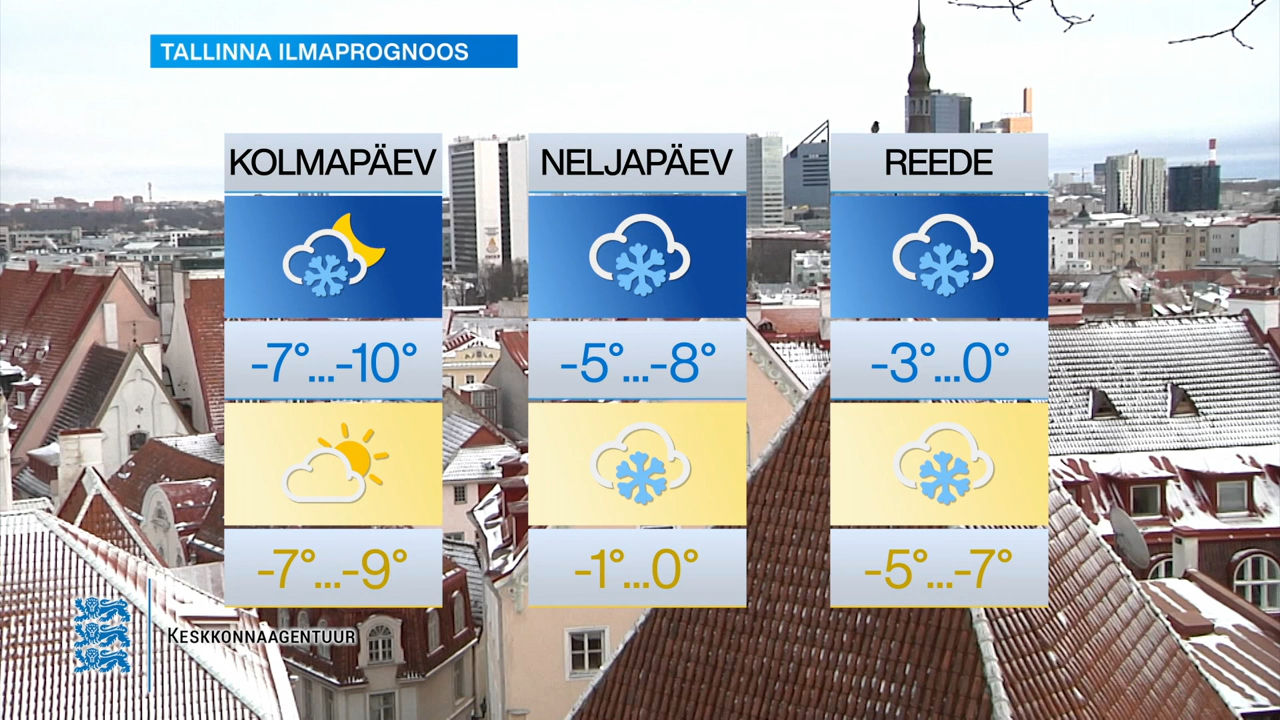 TALLINNA ILMAPROGNOOS
KOLMAPÄEV
-7°...-10°
-7°...-9°
NELJAPÄEV
-5°...-8°
-1°...0°
REEDE
-3°...0°
-5°...-7°
KESKKONNAAGENTUUR